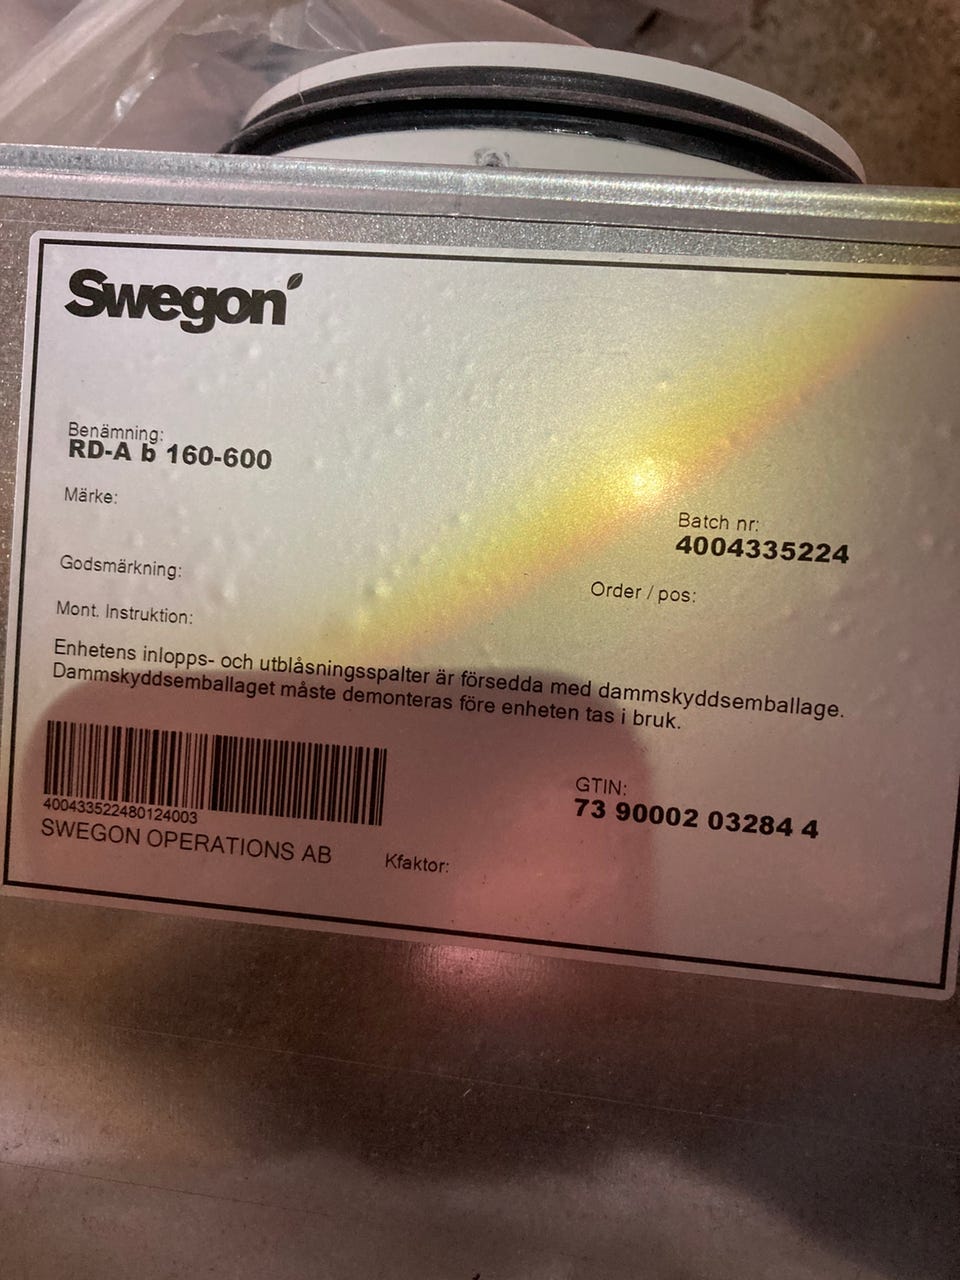 Swegon
Benämning:
RD-A b 160-600
Märke:
Batch nr:
4004335224
Godsmärkning:
Order / pos:
Mont. Instruktion:
Enhetens inlopps- och utblåsningsspalter är försedda med dammskyddsemballage.
Dammskyddsemballaget måste demonteras före enheten tas i bruk.
400433522480124003
SWEGON OPERATIONS AB
GTIN:
73 90002 03284 4
Kfaktor: